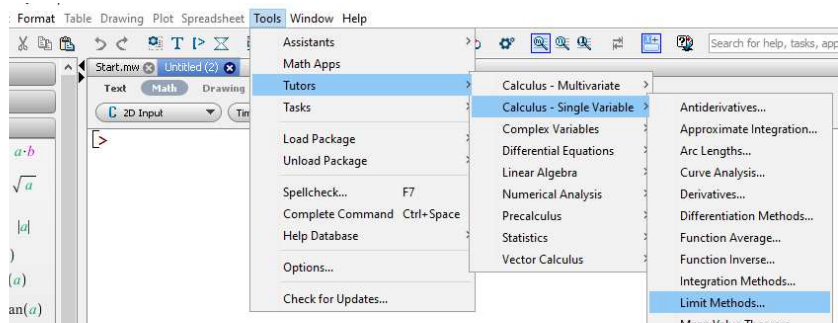 Format Table Drawing Plot Spreadsheet Tools Window Help
Search for help, tasks, app
Start.mw Untitled (2)
Text Math Drawing
C 2D Input
[>
a·b
√a
|a|
(a)
an(a)
Assistants
Math Apps
Tutors
Tasks
Load Package
Unload Package
Spellcheck... F7
Complete Command Ctrl+Space
Help Database
Options...
Check for Updates...
Calculus - Multivariate
Calculus - Single Variable
Complex Variables
Differential Equations
Linear Algebra
Numerical Analysis
Precalculus
Statistics
Vector Calculus
Antiderivatives...
Approximate Integration...
Arc Lengths...
Curve Analysis...
Derivatives...
Differentiation Methods...
Function Average...
Function Inverse...
Integration Methods...
Limit Methods...